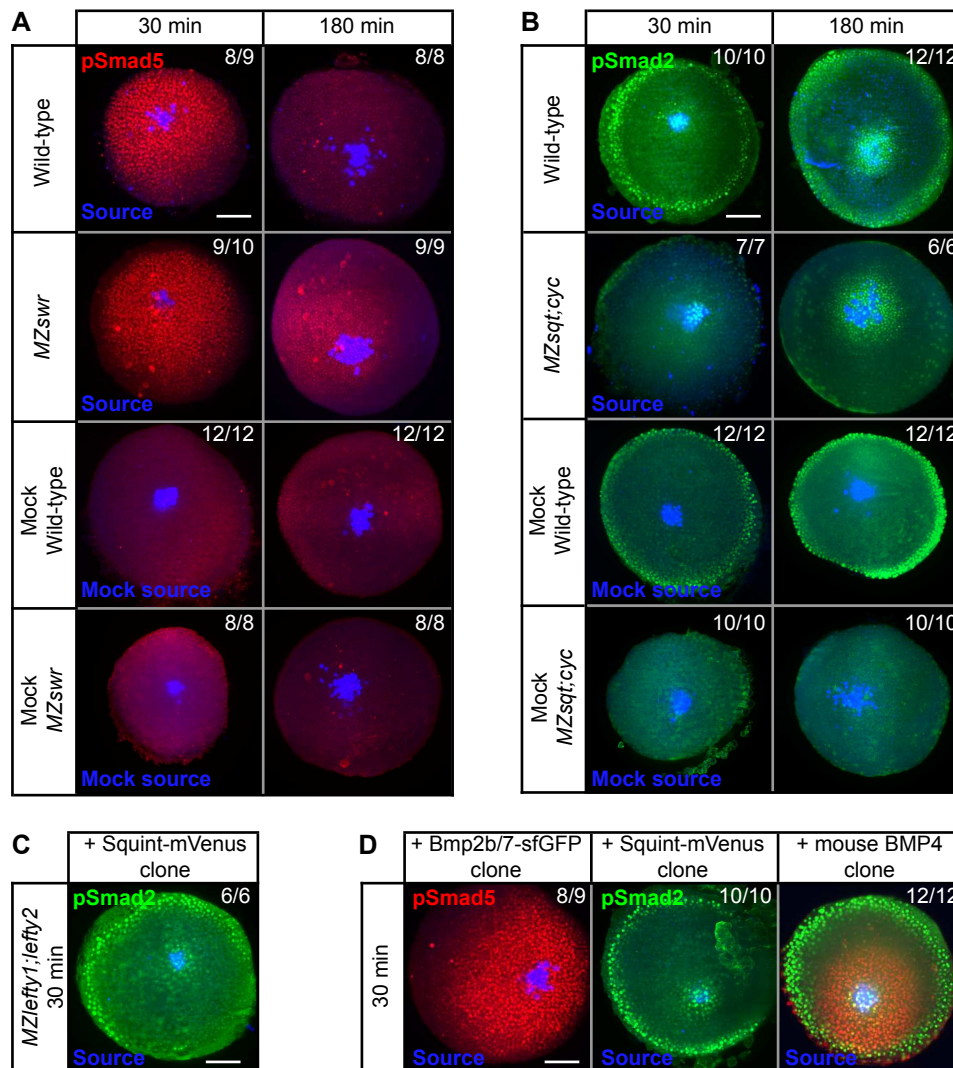 A
30 min
180 min
Wild-type
pSmad5
8/9
Source
8/8
MZswr
9/10
Source
9/9
Mock
Wild-type
12/12
Mock source
12/12
Mock
MZswr
8/8
Mock source
8/8
B
30 min
180 min
Wild-type
pSmad2
10/10
Source
12/12
MZsqt;cyc
7/7
Source
6/6
Mock
Wild-type
12/12
Mock source
12/12
Mock
MZsqt;cyc
10/10
Mock source
10/10
C
+ Squint-mVenus
clone
MZlefty1;lefty2
30 min
pSmad2
6/6
Source
D
+ Bmp2b/7-sfGFP
clone
+ Squint-mVenus
clone
+ mouse BMP4
clone
30 min
pSmad5
8/9
Source
pSmad2
10/10
Source
12/12
Source